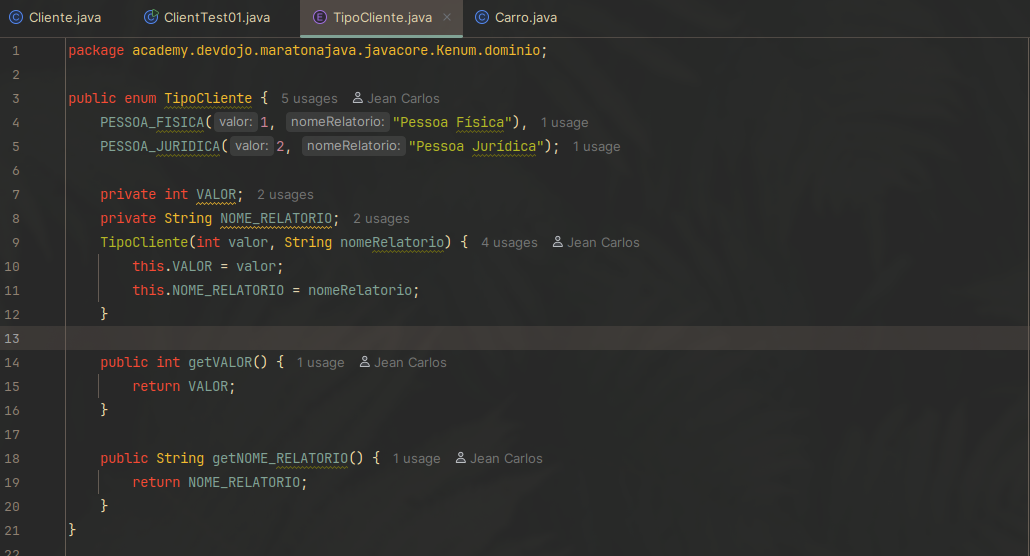 Cliente.java ClientTest01.java TipoCliente.java Carro.java
1 package academy.devdojo.maratonajava.javacore.Kenum.dominio;
2
3 public enum TipoCliente { 5 usages Jean Carlos
4 PESSOA_FISICA( valor: 1, nomeRelatorio: "Pessoa Física"), 1 usage
5 PESSOA_JURIDICA( valor: 2, nomeRelatorio: "Pessoa Jurídica"); 1 usage
6
7 private int VALOR; 2 usages
8 private String NOME_RELATORIO; 2 usages
9 TipoCliente(int valor, String nomeRelatorio) { 4 usages Jean Carlos
10 this.VALOR = valor;
11 this.NOME_RELATORIO = nomeRelatorio;
12 }
13
14 public int getVALOR() { 1 usage Jean Carlos
15 return VALOR;
16 }
17
18 public String getNOME_RELATORIO() { 1 usage Jean Carlos
19 return NOME_RELATORIO;
20 }
21 }
22